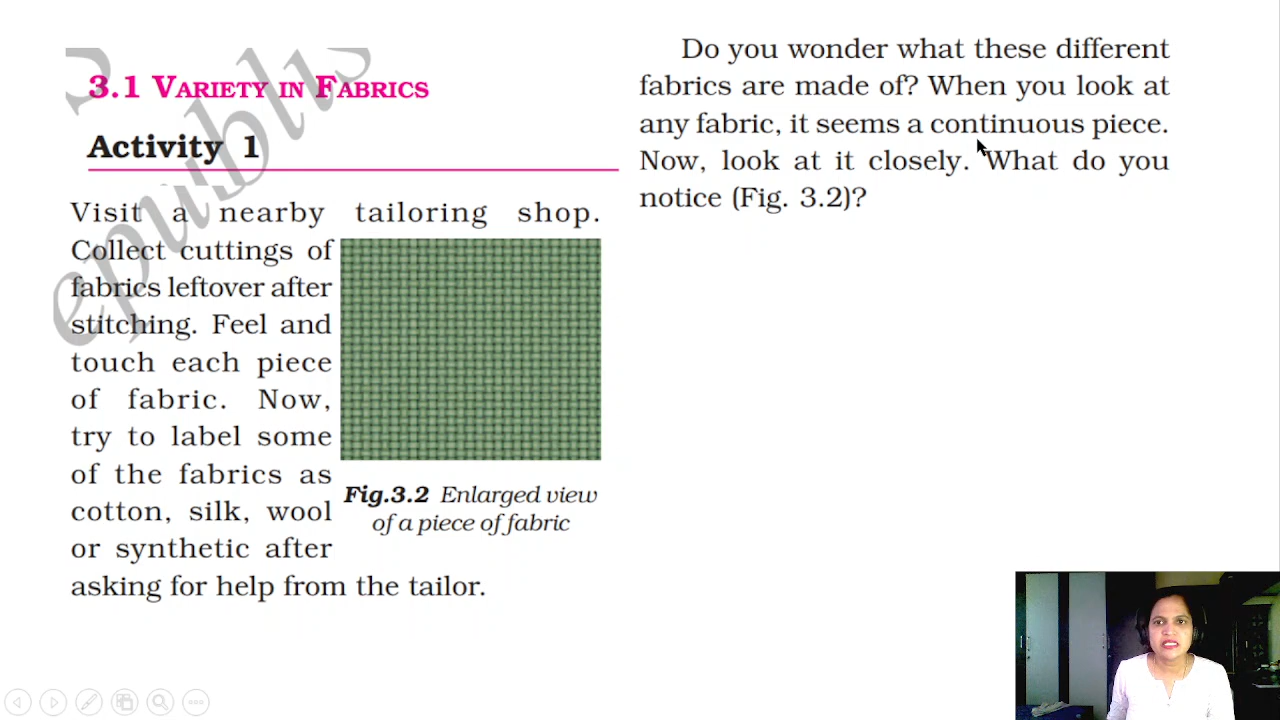 3.1 VARIETY IN FABRICS
Activity 1
Visit a nearby tailoring shop.
Collect cuttings of
fabrics leftover after
stitching. Feel and
touch each piece
of fabric. Now,
try to label some
of the fabrics as
cotton, silk, wool
or synthetic after
asking for help from the tailor.
Fig.3.2 Enlarged view
of a piece of fabric
Do you wonder what these different
fabrics are made of? When you look at
any fabric, it seems a continuous piece.
Now, look at it closely. What do you
notice (Fig. 3.2)?